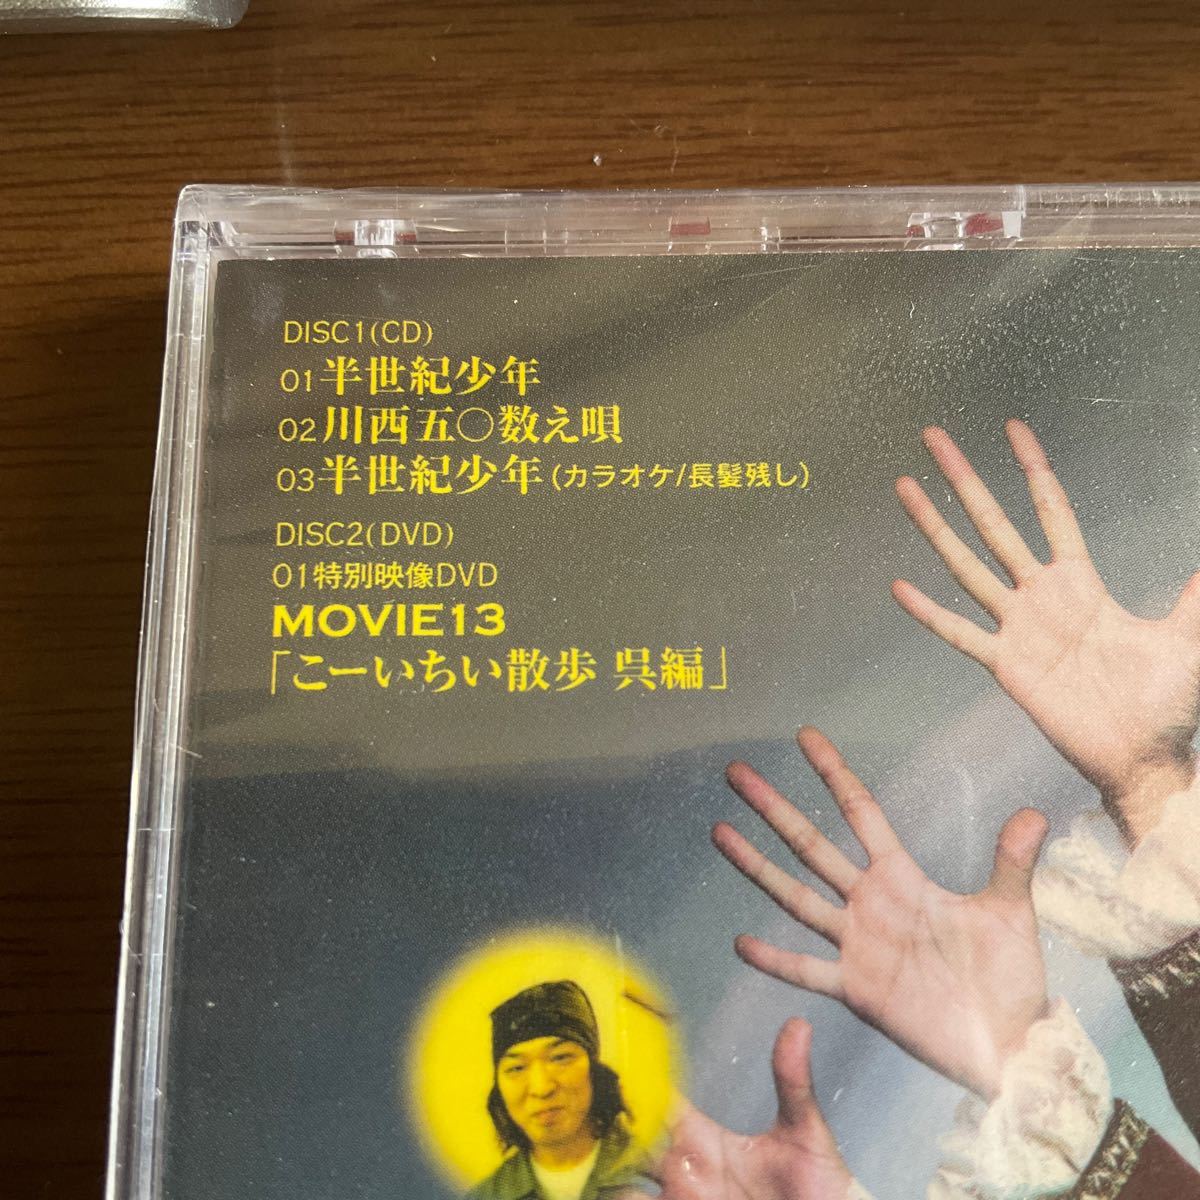 DISC1(CD)
01 半世紀少年
02 川西五〇数え唄
03 半世紀少年(カラオケ/長髪残し)
DISC2(DVD)
01 特別映像DVD
MOVIE13
「こーいちい散歩 呉編」